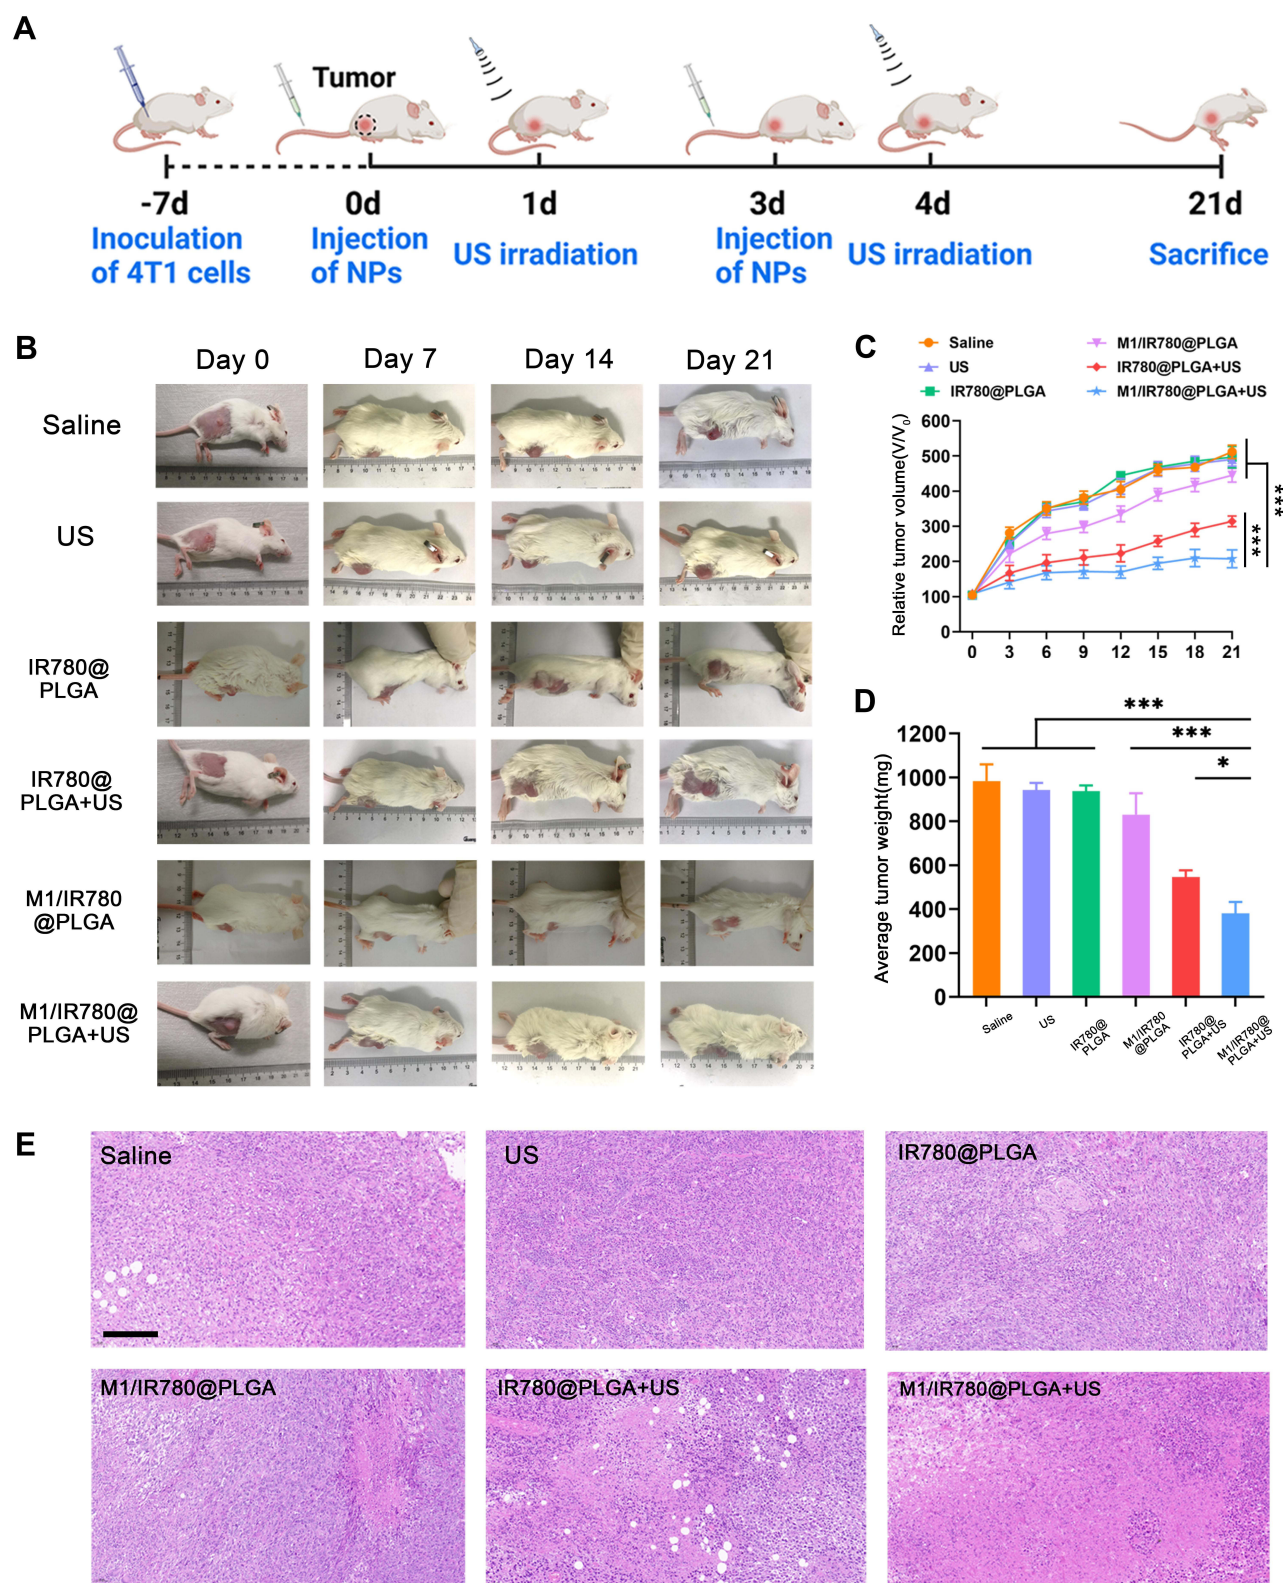 A
Tumor
-7d
0d
1d
3d
4d
21d
Inoculation
of 4T1 cells
Injection
of NPs
US irradiation
Injection
of NPs
US irradiation
Sacrifice
B
Day 0
Day 7
Day 14
Day 21
Saline
US
IR780@
PLGA
IR780@
PLGA+US
M1/IR780
@PLGA
M1/IR780@
PLGA+US
C
Saline
US
IR780@PLGA
M1/IR780@PLGA
IR780@PLGA+US
M1/IR780@PLGA+US
Relative tumor volume(V/V₀)
600
500
400
300
200
100
0
0 3 6 9 12 15 18 21
***
***
D
Average tumor weight(mg)
1200
1000
800
600
400
200
0
***
***
*
Saline
US
IR780@
PLGA
M1/IR780
@PLGA
IR780@
PLGA+US
M1/IR780@
PLGA+US
E
Saline
US
IR780@PLGA
M1/IR780@PLGA
IR780@PLGA+US
M1/IR780@PLGA+US